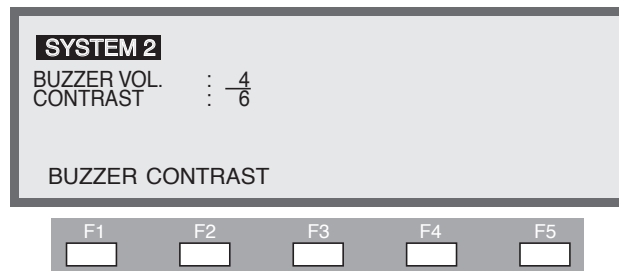 SYSTEM 2
BUZZER VOL. : 4
CONTRAST : 6
BUZZER CONTRAST
F1 F2 F3 F4 F5